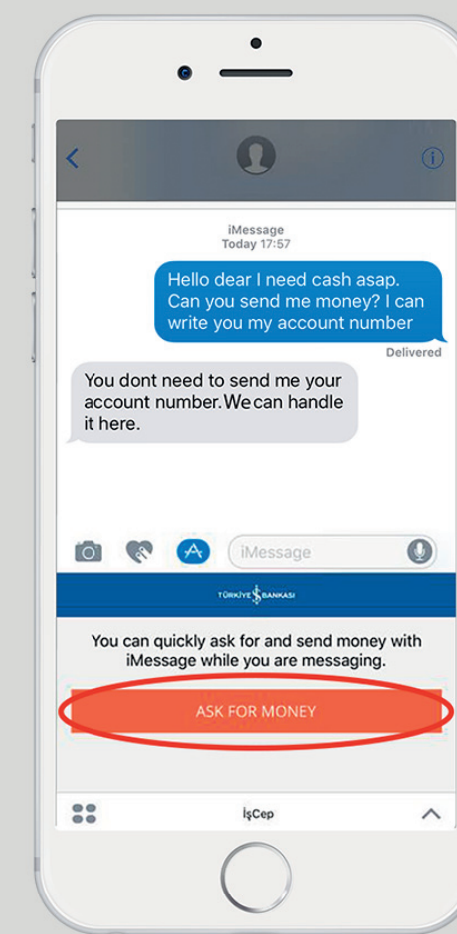 iMessage
Today 17:57
Hello dear I need cash asap.
Can you send me money? I can
write you my account number
Delivered
You dont need to send me your
account number.We can handle
it here.
iMessage
TÜRKİYE BANKASI
You can quickly ask for and send money with
iMessage while you are messaging.
ASK FOR MONEY
İşCep